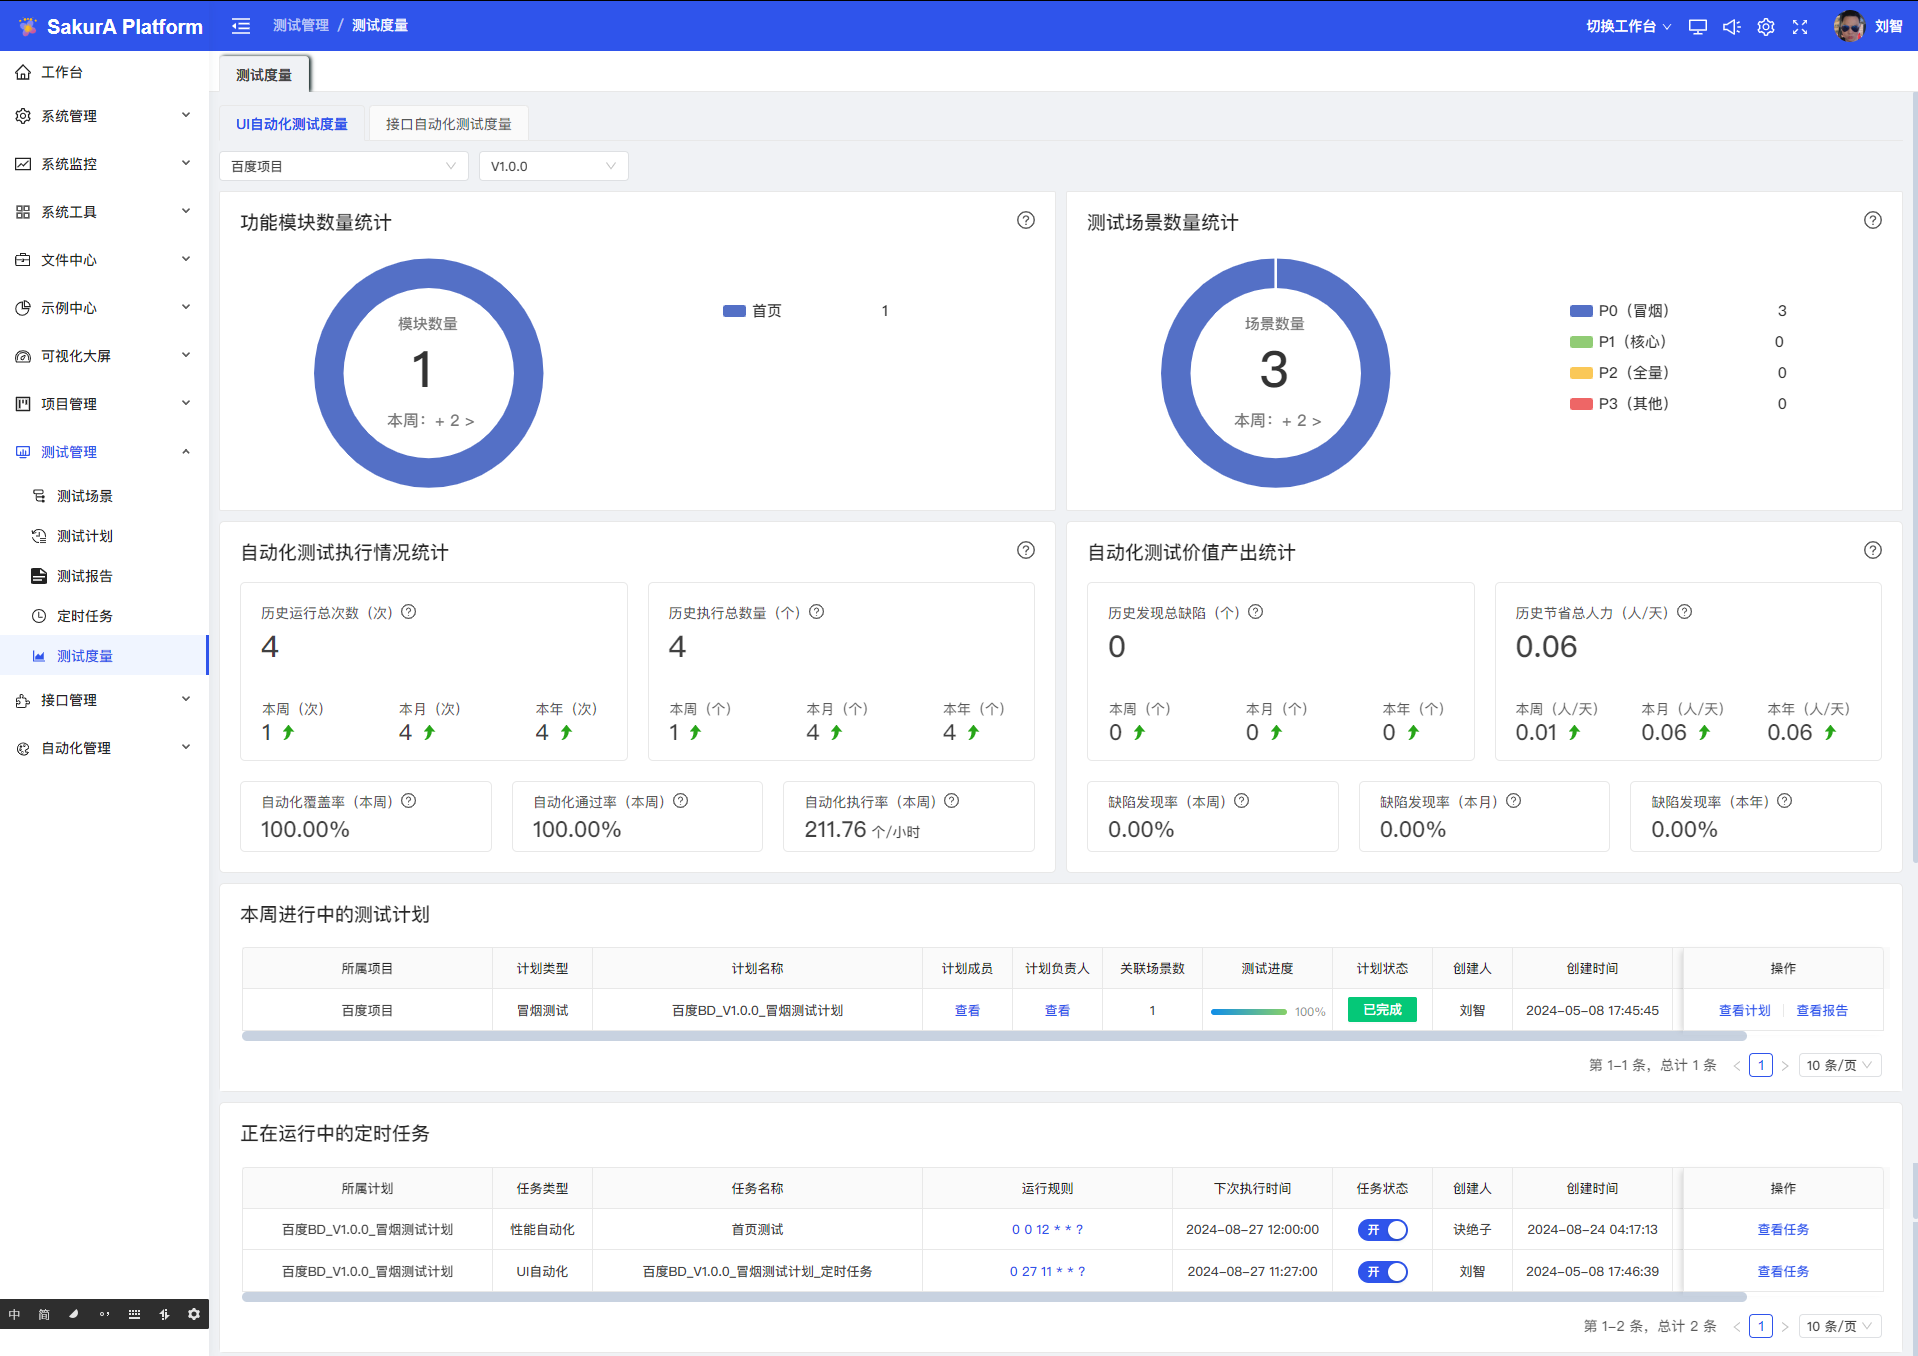 SakurA Platform
测试管理 / 测试度量
切换工作台
刘智
工作台
系统管理
系统监控
系统工具
文件中心
示例中心
可视化大屏
项目管理
测试管理
测试场景
测试计划
测试报告
定时任务
测试度量
接口管理
自动化管理
中 简
测试度量
UI自动化测试度量 接口自动化测试度量
百度项目 V1.0.0
功能模块数量统计
模块数量
1
本周：+ 2 >
首页 1
测试场景数量统计
场景数量
3
本周：+ 2 >
P0（冒烟） 3
P1（核心） 0
P2（全量） 0
P3（其他） 0
自动化测试执行情况统计
历史运行总次数（次）
4
本周（次） 本月（次） 本年（次）
1 4 4
历史执行总数量（个）
4
本周（个） 本月（个） 本年（个）
1 4 4
自动化覆盖率（本周）
100.00%
自动化通过率（本周）
100.00%
自动化执行率（本周）
211.76 个/小时
自动化测试价值产出统计
历史发现总缺陷（个）
0
本周（个） 本月（个） 本年（个）
0 0 0
历史节省总人力（人/天）
0.06
本周（人/天） 本月（人/天） 本年（人/天）
0.01 0.06 0.06
缺陷发现率（本周）
0.00%
缺陷发现率（本月）
0.00%
缺陷发现率（本年）
0.00%
本周进行中的测试计划
所属项目 计划类型 计划名称 计划成员 计划负责人 关联场景数 测试进度 计划状态 创建人 创建时间 操作
百度项目 冒烟测试 百度BD_V1.0.0_冒烟测试计划 查看 查看 1 100% 已完成 刘智 2024-05-08 17:45:45 查看计划 查看报告
第 1-1 条，总计 1 条 < 1 > 10 条/页
正在运行中的定时任务
所属计划 任务类型 任务名称 运行规则 下次执行时间 任务状态 创建人 创建时间 操作
百度BD_V1.0.0_冒烟测试计划 性能自动化 首页测试 0 0 12 * * ? 2024-08-27 12:00:00 开 诀绝子 2024-08-24 04:17:13 查看任务
百度BD_V1.0.0_冒烟测试计划 UI自动化 百度BD_V1.0.0_冒烟测试计划_定时任务 0 27 11 * * ? 2024-08-27 11:27:00 开 刘智 2024-05-08 17:46:39 查看任务
第 1-2 条，总计 2 条 < 1 > 10 条/页